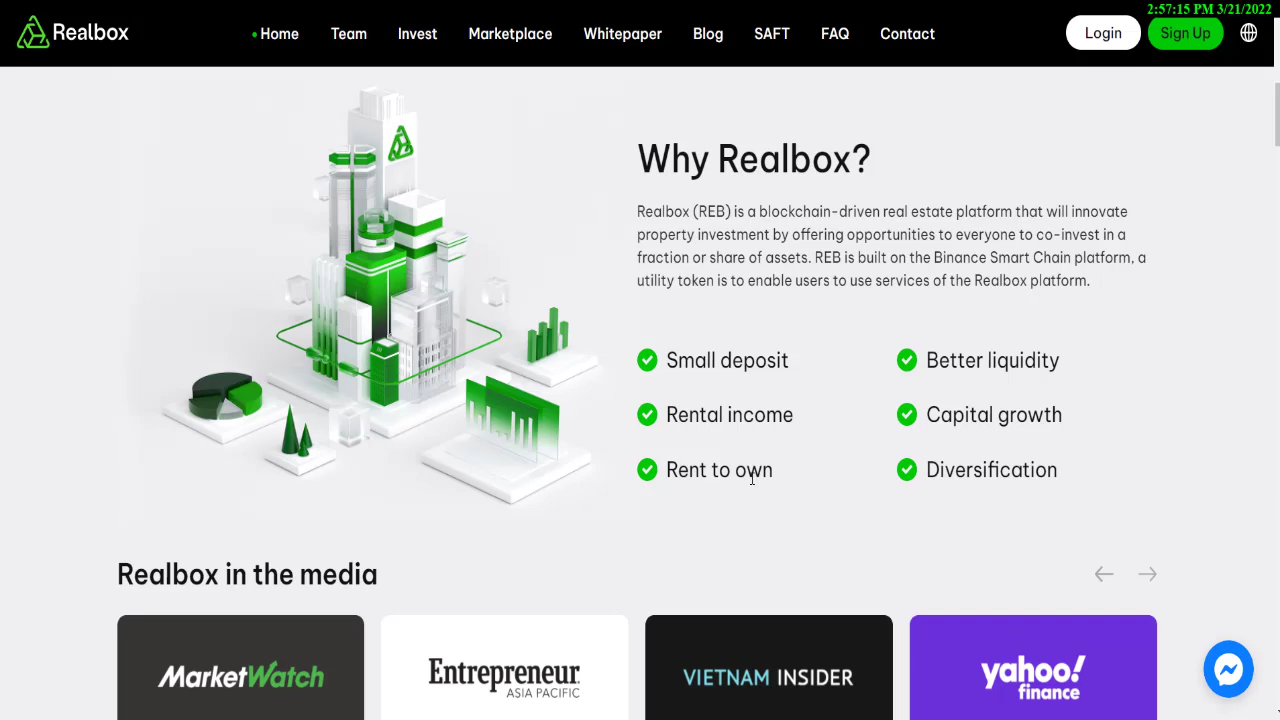 2:57:15 PM 3/21/2022
Realbox
Home Team Invest Marketplace Whitepaper Blog SAFT FAQ Contact
Login Sign Up
Why Realbox?
Realbox (REB) is a blockchain-driven real estate platform that will innovate
property investment by offering opportunities to everyone to co-invest in a
fraction or share of assets. REB is built on the Binance Smart Chain platform, a
utility token is to enable users to use services of the Realbox platform.
Small deposit Better liquidity
Rental income Capital growth
Rent to own Diversification
Realbox in the media
MarketWatch
Entrepreneur
ASIA PACIFIC
VIETNAM INSIDER
yahoo!
finance